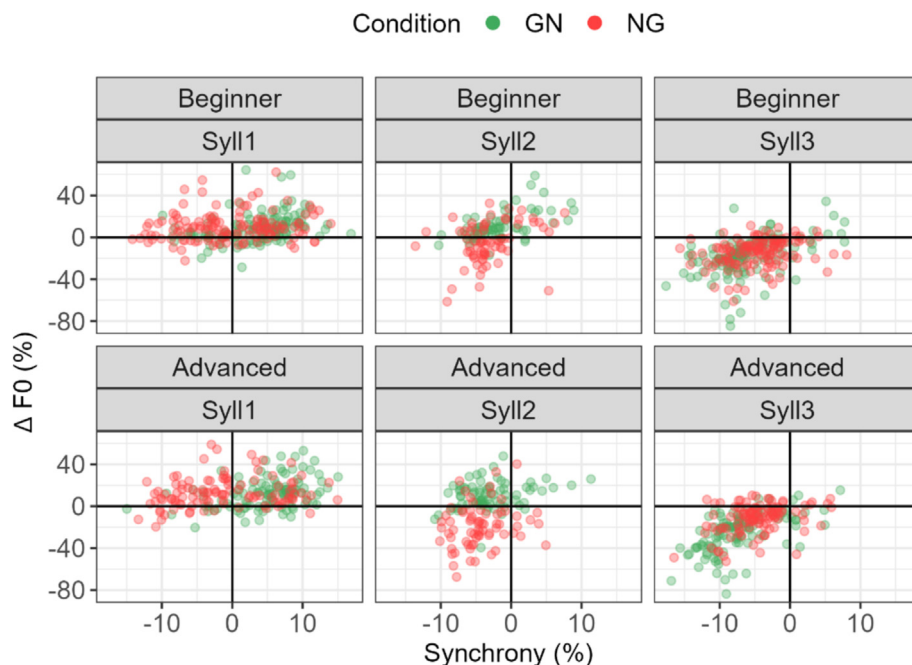 Condition GN NG
Beginner Beginner Beginner
Syll1 Syll2 Syll3
40
0
-40
-80
Advanced Advanced Advanced
Syll1 Syll2 Syll3
40
0
-40
-80
-10 0 10 -10 0 10 -10 0 10
Synchrony (%)
Δ F0 (%)